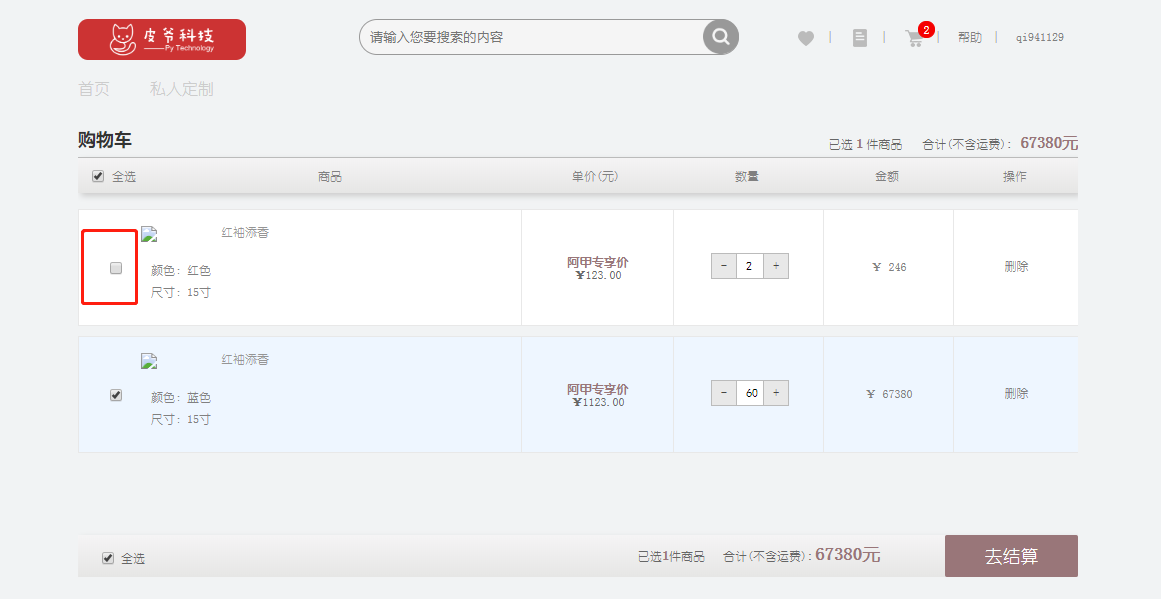 皮爷科技
Py Technology
请输入您要搜索的内容
2
帮助
qi941129
首页 私人定制
购物车
已选 1 件商品 合计(不含运费): 67380元
全选 商品 单价(元) 数量 金额 操作
红袖添香
颜色: 红色
尺寸: 15寸
阿甲专享价
¥123.00
- 2 +
¥ 246
删除
红袖添香
颜色: 蓝色
尺寸: 15寸
阿甲专享价
¥1123.00
- 60 +
¥ 67380
删除
全选 已选1件商品 合计(不含运费): 67380元 去结算